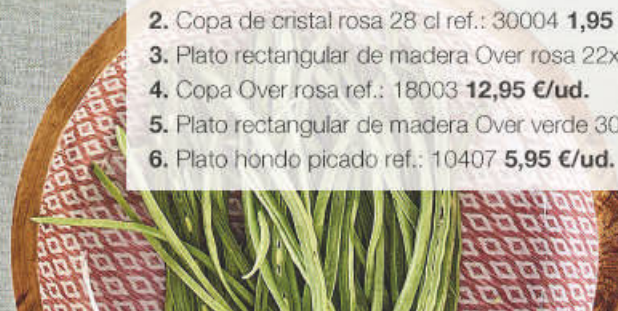 2. Copa de cristal rosa 28 cl ref.: 30004 1,95
3. Plato rectangular de madera Over rosa 22x
4. Copa Over rosa ref.: 18003 12,95 €/ud.
5. Plato rectangular de madera Over verde 30
6. Plato hondo picado ref.: 10407 5,95 €/ud.